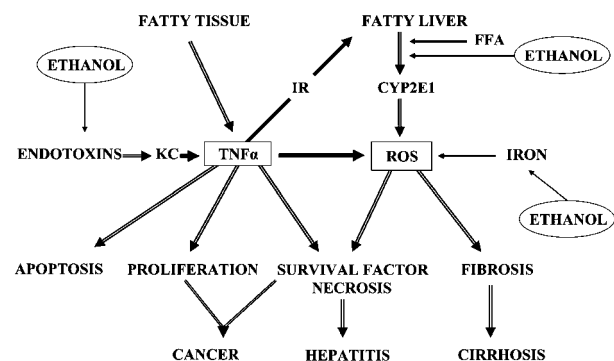 FATTY TISSUE
FATTY LIVER
FFA
ETHANOL
ETHANOL
IR
CYP2E1
ENDOTOXINS
KC
TNFα
ROS
IRON
ETHANOL
APOPTOSIS
PROLIFERATION
SURVIVAL FACTOR
NECROSIS
FIBROSIS
CANCER
HEPATITIS
CIRRHOSIS